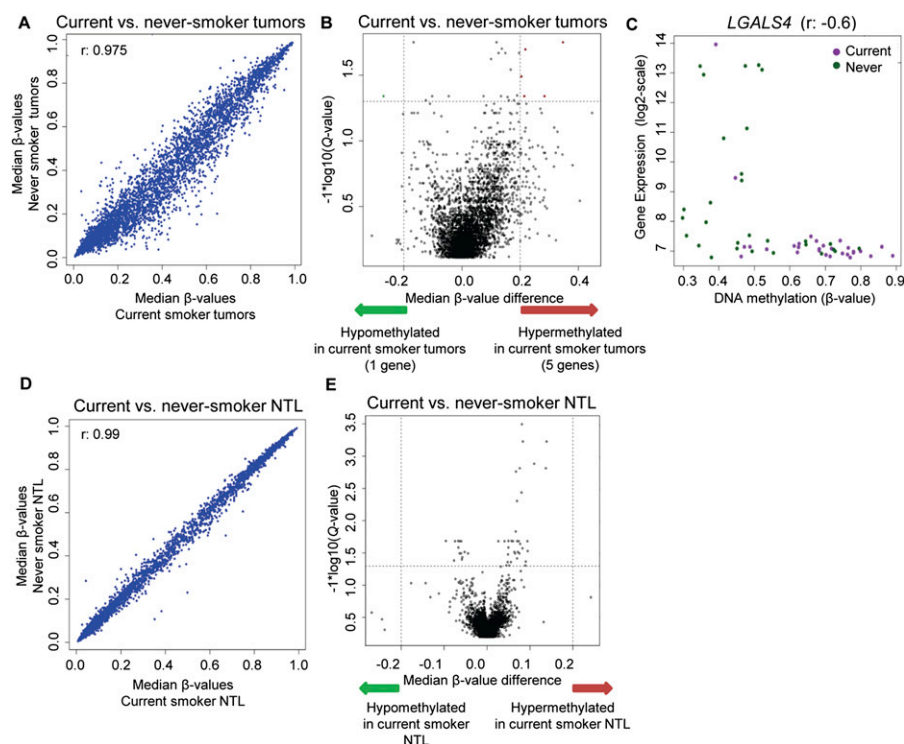 A
Current vs. never-smoker tumors
r: 0.975
1.0
0.8
0.6
0.4
0.2
0.0
Median β-values
Never smoker tumors
0.0 0.2 0.4 0.6 0.8 1.0
Median β-values
Current smoker tumors
B
Current vs. never-smoker tumors
1.5
1.0
0.5
-1*log10(Q-value)
-0.2 0.0 0.2 0.4
Median β-value difference
Hypomethylated
in current smoker tumors
(1 gene)
Hypermethylated
in current smoker tumors
(5 genes)
C
LGALS4 (r: -0.6)
Current
Never
14
13
12
11
10
9
8
7
Gene Expression (log2-scale)
0.3 0.4 0.5 0.6 0.7 0.8 0.9
DNA methylation (β-value)
D
Current vs. never-smoker NTL
r: 0.99
1.0
0.8
0.6
0.4
0.2
0.0
Median β-values
Never smoker NTL
0.0 0.2 0.4 0.6 0.8 1.0
Median β-values
Current smoker NTL
E
Current vs. never-smoker NTL
3.5
3.0
2.5
2.0
1.5
1.0
0.5
-1*log10(Q-value)
-0.2 -0.1 0.0 0.1 0.2
Median β-value difference
Hypomethylated
in current smoker
NTL
Hypermethylated
in current smoker NTL